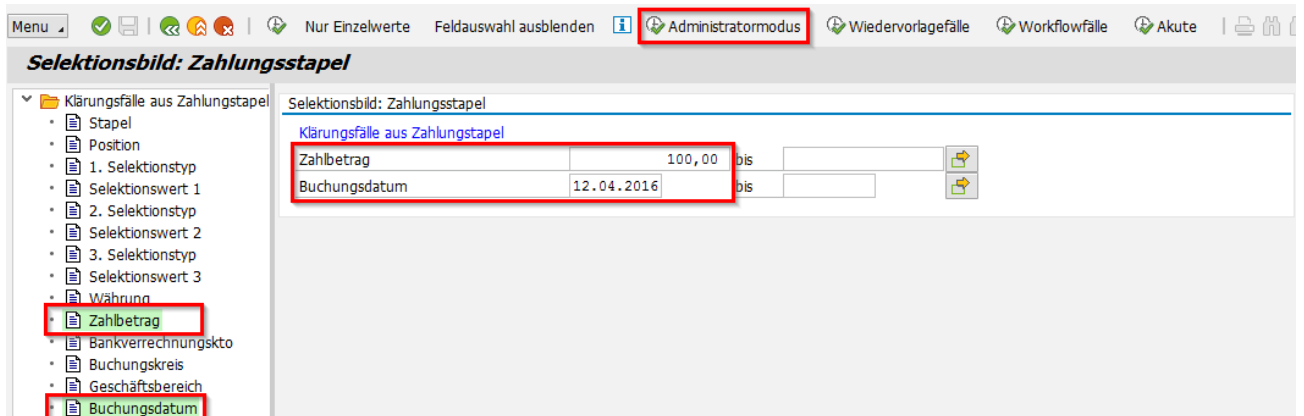 Menu Nur Einzelwerte Feldauswahl ausblenden Administratormodus Wiedervorlagefälle Workflowfälle Akute
Selektionsbild: Zahlungsstapel
Klärungsfälle aus Zahlungstapel
Stapel
Position
1. Selektionstyp
Selektionswert 1
2. Selektionstyp
Selektionswert 2
3. Selektionstyp
Selektionswert 3
Währung
Zahlbetrag
Bankverrechnungskto
Buchungskreis
Geschäftsbereich
Buchungsdatum
Selektionsbild: Zahlungsstapel
Klärungsfälle aus Zahlungstapel
Zahlbetrag 100,00 bis
Buchungsdatum 12.04.2016 bis